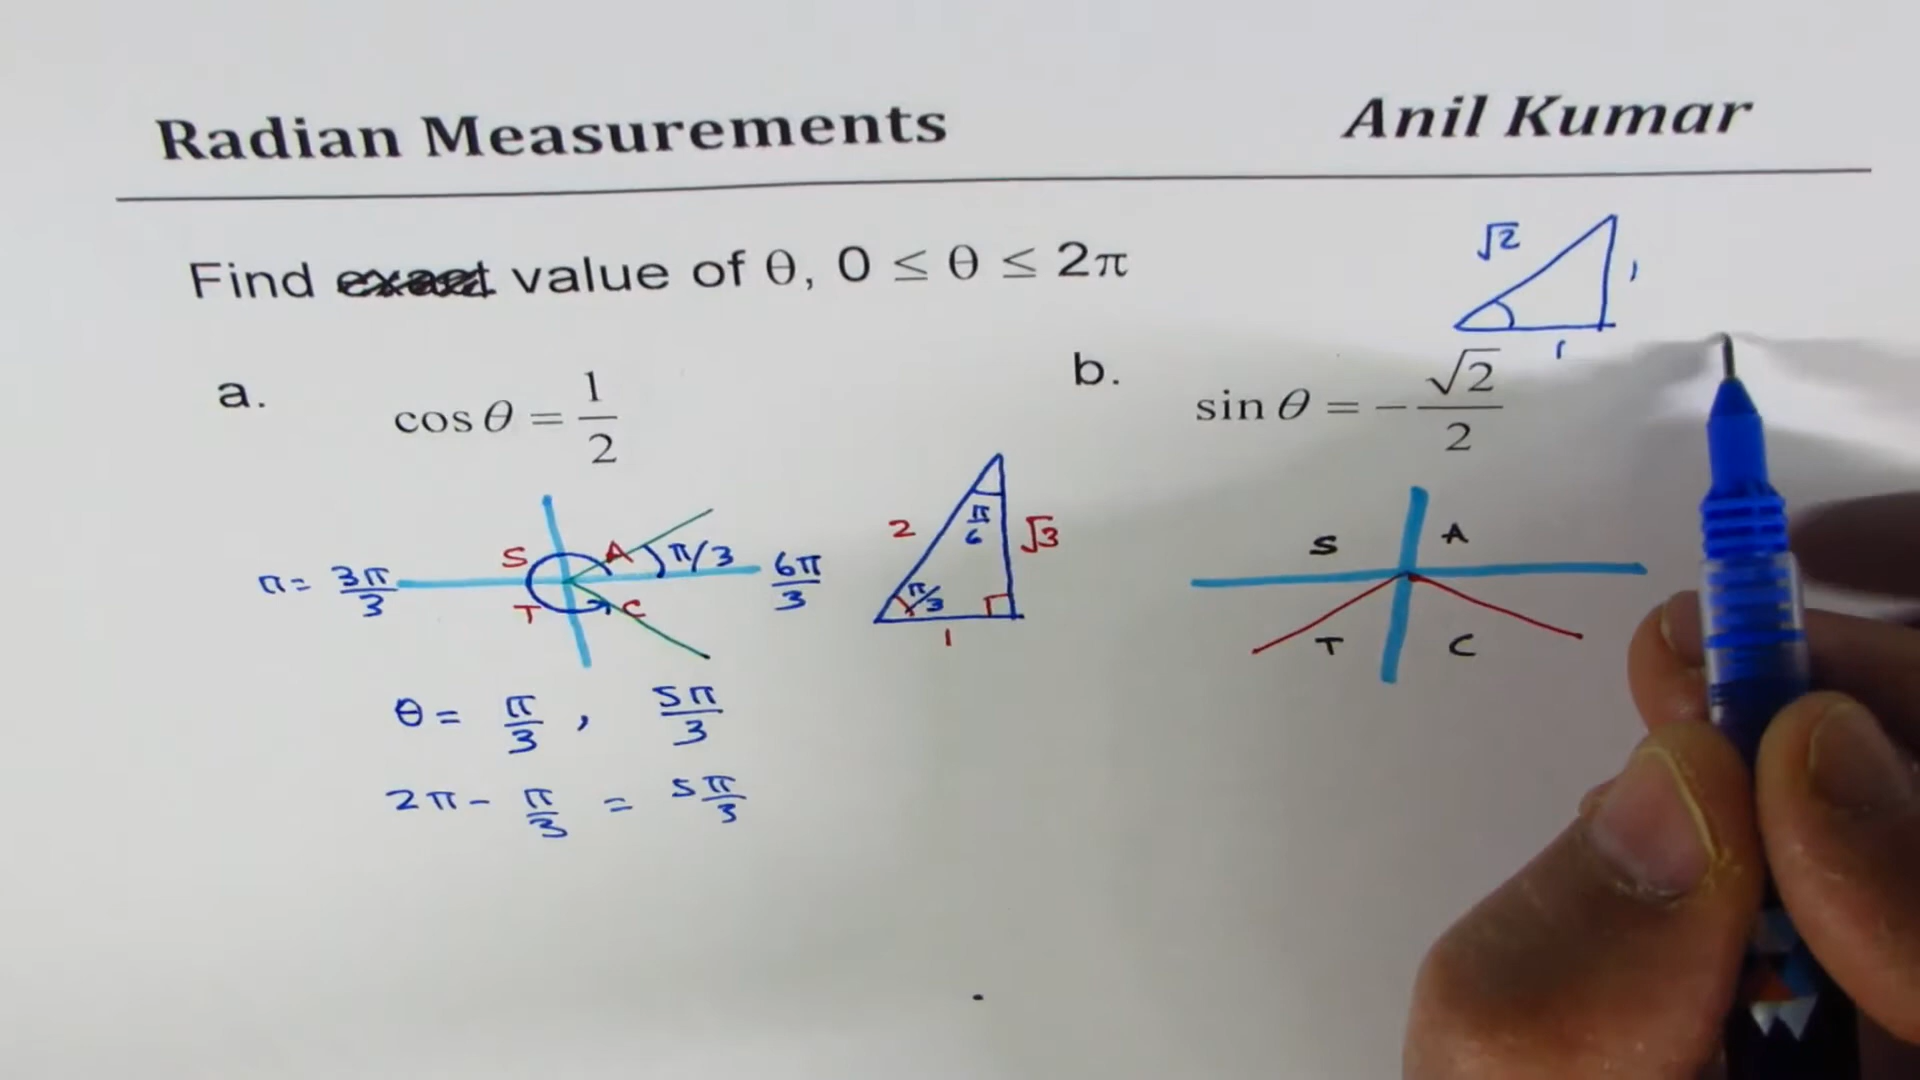 Radian Measurements
Anil Kumar
Find exact value of θ, 0 ≤ θ ≤ 2π
a.
cos θ = 1/2
S A π/3
π = 3π/3
6π/3
T C
2
π/6
√3
π/3
1
θ = π/3 , 5π/3
2π - π/3 = 5π/3
b.
sin θ = - √2/2
√2
1
1
S A
T C